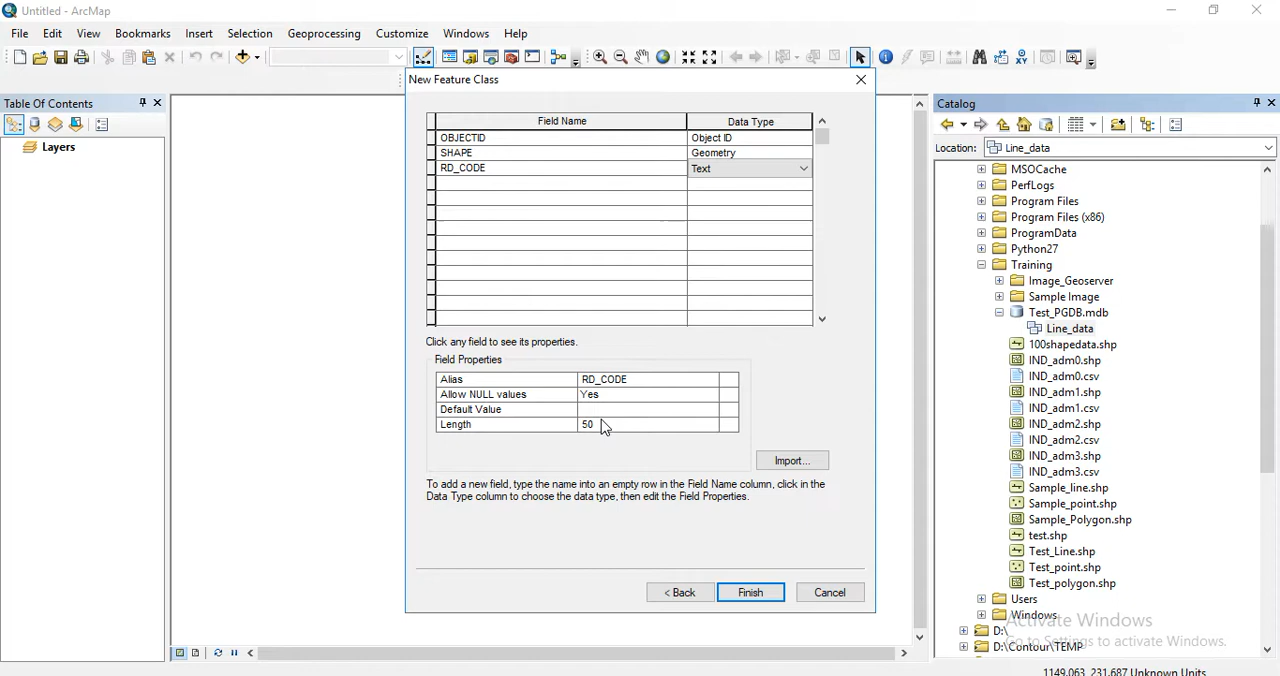 Untitled - ArcMap
File Edit View Bookmarks Insert Selection Geoprocessing Customize Windows Help
Table Of Contents
Layers
New Feature Class
Field Name Data Type
OBJECTID Object ID
SHAPE Geometry
RD_CODE Text
Click any field to see its properties.
Field Properties
Alias RD_CODE
Allow NULL values Yes
Default Value
Length 50
Import...
To add a new field, type the name into an empty row in the Field Name column, click in the
Data Type column to choose the data type, then edit the Field Properties.
< Back Finish Cancel
Catalog
Location: Line_data
MSOCache
PerfLogs
Program Files
Program Files (x86)
ProgramData
Python27
Training
Image_Geoserver
Sample Image
Test_PGDB.mdb
Line_data
100shapedata.shp
IND_adm0.shp
IND_adm0.csv
IND_adm1.shp
IND_adm1.csv
IND_adm2.shp
IND_adm2.csv
IND_adm3.shp
IND_adm3.csv
Sample_line.shp
Sample_point.shp
Sample_Polygon.shp
test.shp
Test_Line.shp
Test_point.shp
Test_polygon.shp
Users
Windows
D:\
D:\Contour\TEMP
Activate Windows
Go to Settings to activate Windows.
1149.063 231.687 Unknown Units